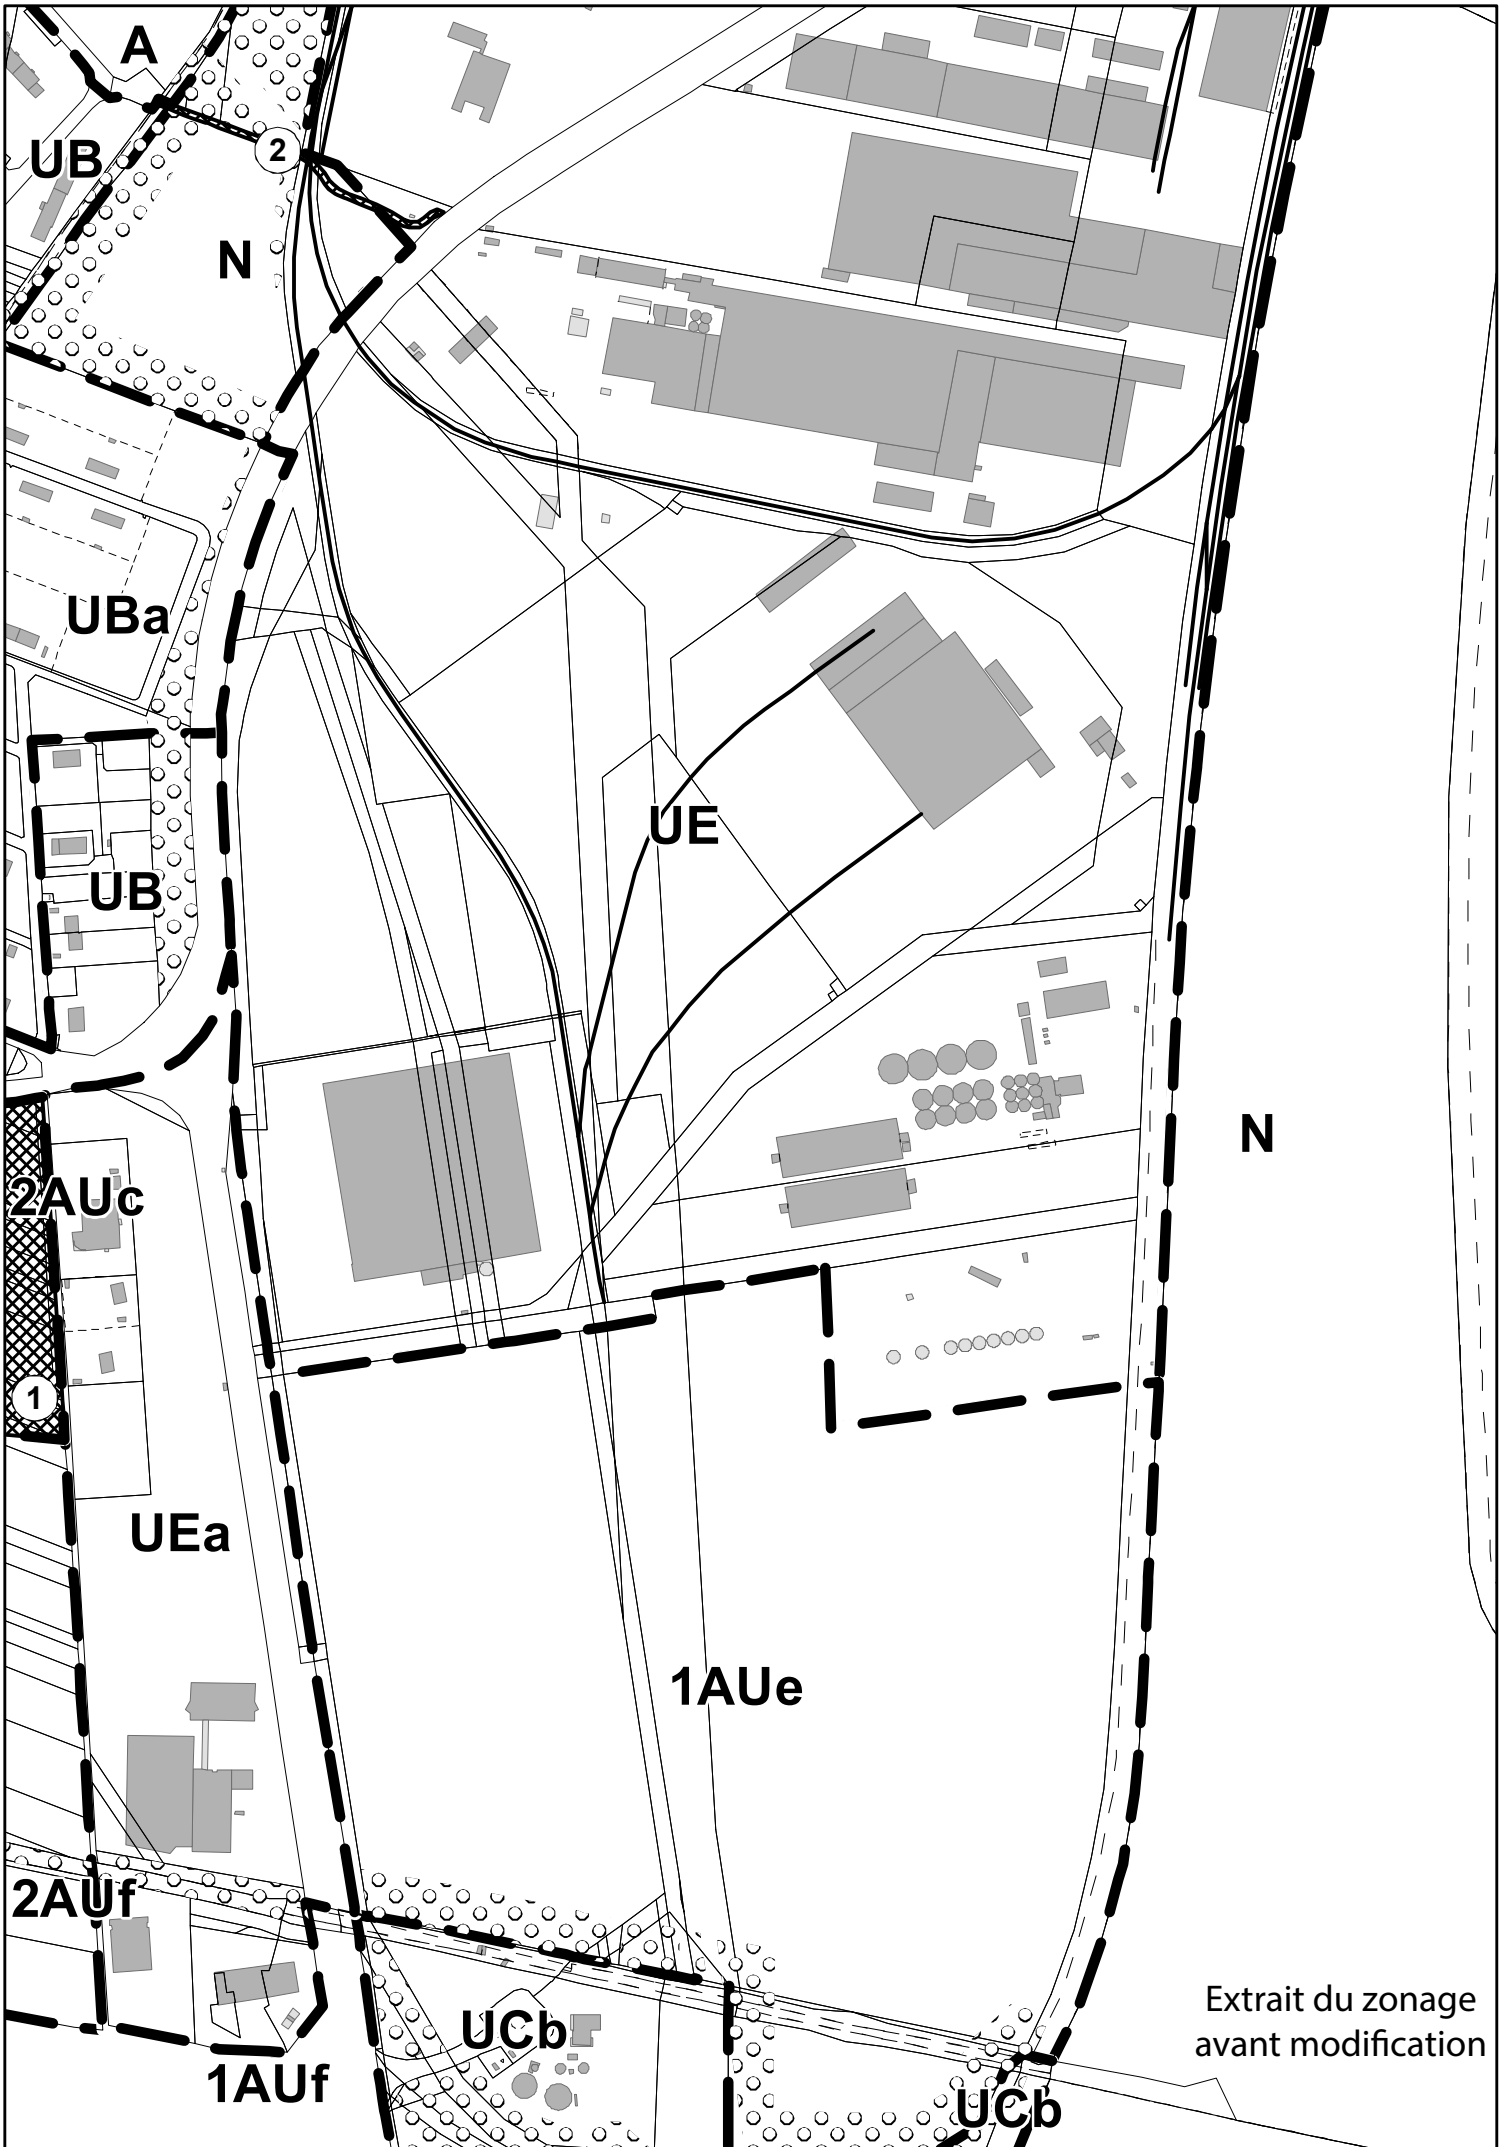 A
2
UB
N
UBa
UE
UB
N
2AUc
1
UEa
1AUe
2AUf
Extrait du zonage
avant modification
UCb
1AUf
UCb